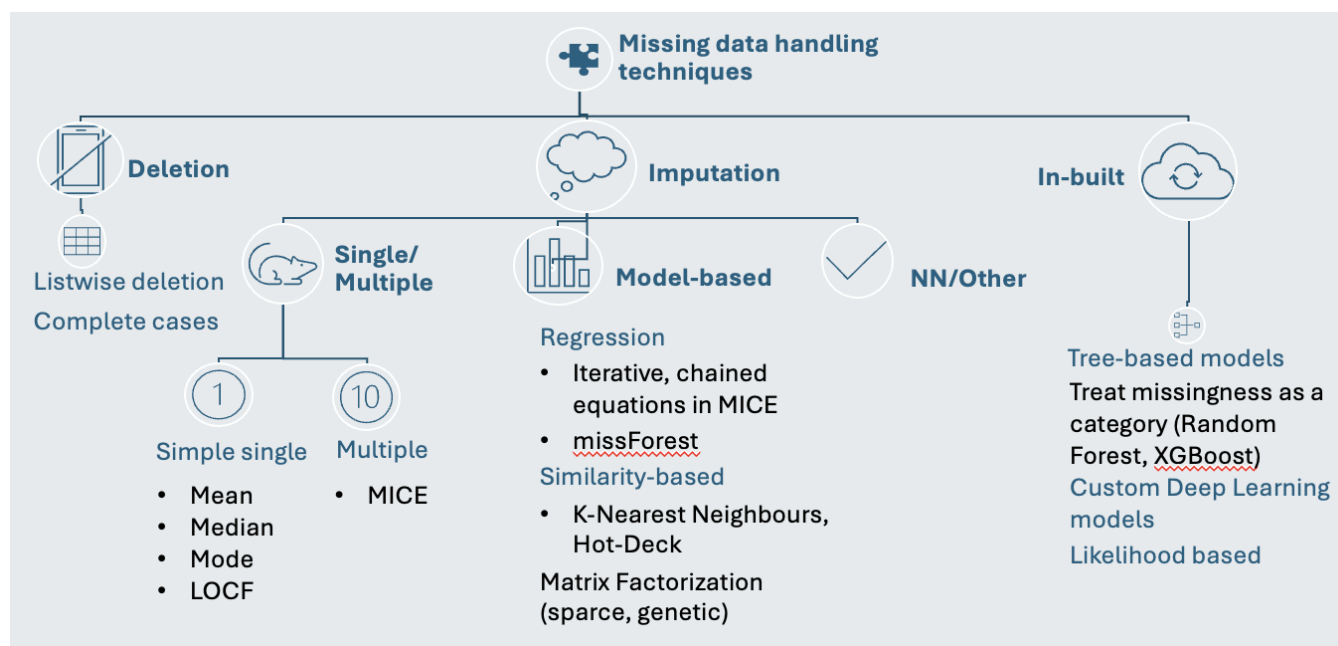 Missing data handling
techniques
Deletion
Imputation
In-built
Listwise deletion
Complete cases
Single/
Multiple
Model-based
NN/Other
1
10
Simple single
• Mean
• Median
• Mode
• LOCF
Multiple
• MICE
Regression
• Iterative, chained
equations in MICE
• missForest
Similarity-based
• K-Nearest Neighbours,
Hot-Deck
Matrix Factorization
(sparce, genetic)
Tree-based models
Treat missingness as a
category (Random
Forest, XGBoost)
Custom Deep Learning
models
Likelihood based